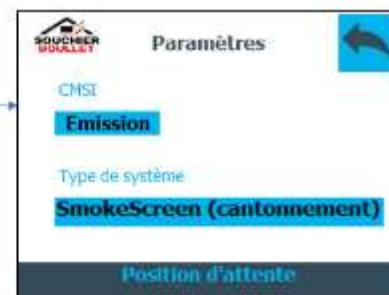 SOUCHIER
BOULLET
Paramètres
CMSI
Emission
Type de système
SmokeScreen (cantonnement)
Position d'attente